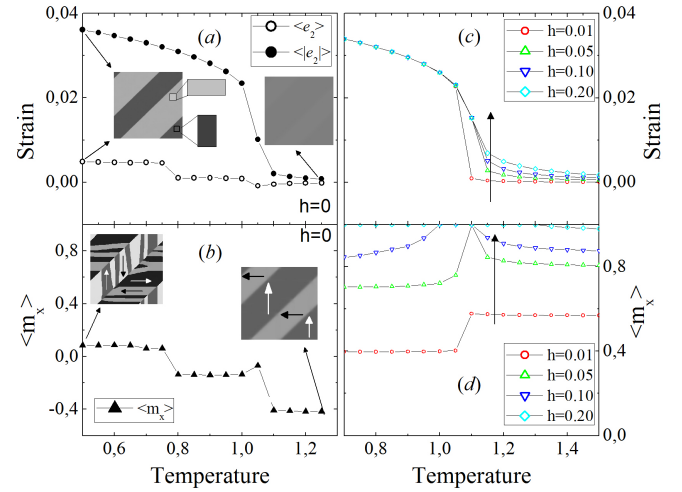 0,04
(a)
<e₂>
<|e₂|>
Strain
0,02
0,00
h=0
h=0
0,8
(b)
<mₓ>
0,4
0,0
-0,4
<mₓ>
0,6
0,8
1,0
1,2
Temperature
(c)
h=0.01
h=0.05
h=0.10
h=0.20
0,04
0,02
Strain
0,00
0,8
<mₓ>
h=0.01
h=0.05
h=0.10
h=0.20
(d)
0,4
0,0
0,8
1,0
1,2
1,4
Temperature